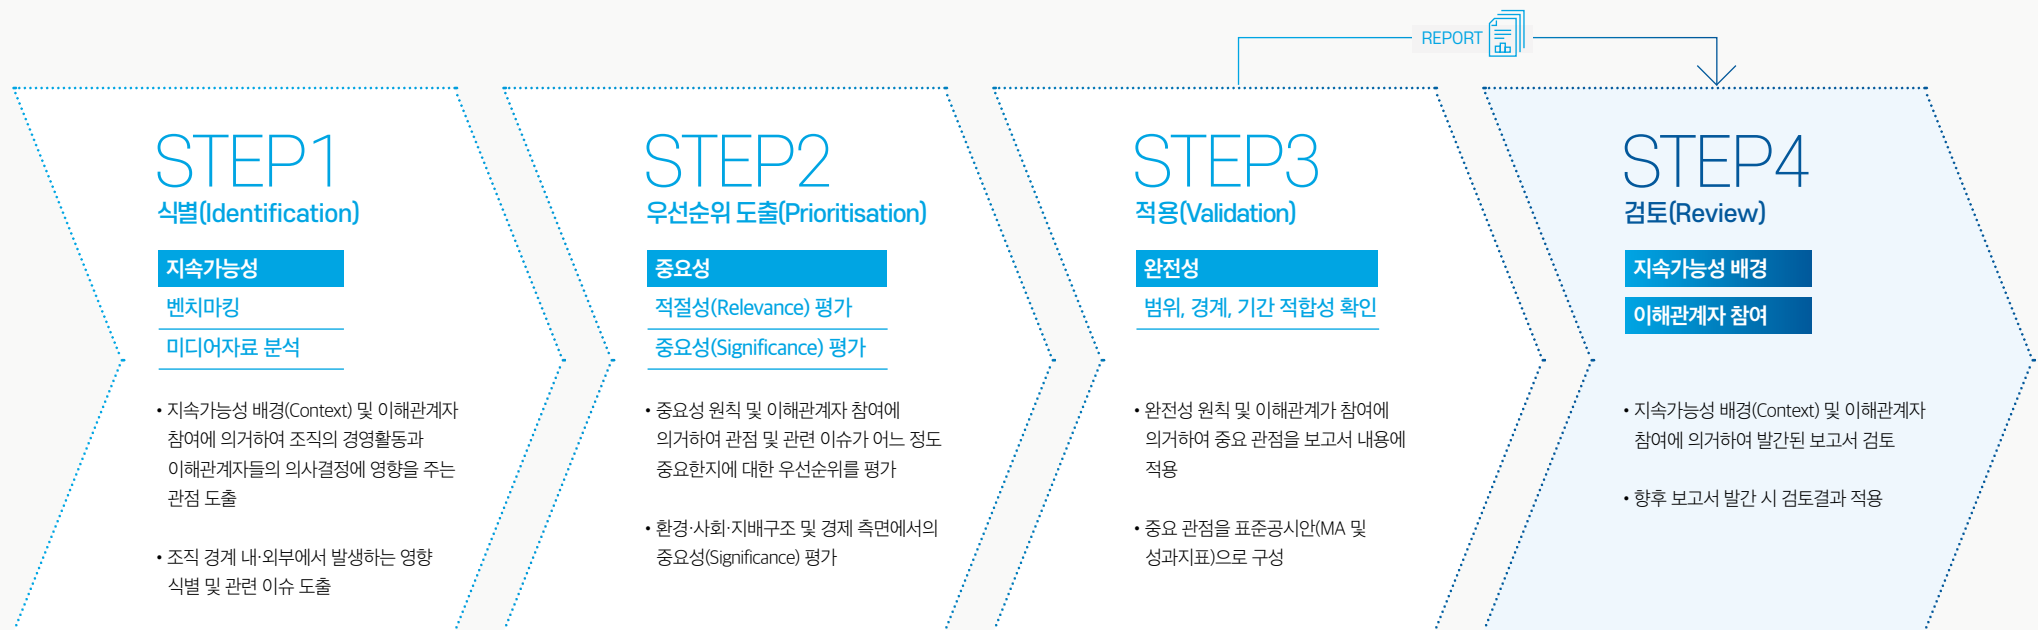 REPORT
STEP1
식별(Identification)
지속가능성
벤치마킹
미디어자료 분석
• 지속가능성 배경(Context) 및 이해관계자
참여에 의거하여 조직의 경영활동과
이해관계자들의 의사결정에 영향을 주는
관점 도출
• 조직 경계 내·외부에서 발생하는 영향
식별 및 관련 이슈 도출
STEP2
우선순위 도출(Prioritisation)
중요성
적절성(Relevance) 평가
중요성(Significance) 평가
• 중요성 원칙 및 이해관계자 참여에
의거하여 관점 및 관련 이슈가 어느 정도
중요한지에 대한 우선순위를 평가
• 환경·사회·지배구조 및 경제 측면에서의
중요성(Significance) 평가
STEP3
적용(Validation)
완전성
범위, 경계, 기간 적합성 확인
• 완전성 원칙 및 이해관계가 참여에
의거하여 중요 관점을 보고서 내용에
적용
• 중요 관점을 표준공시안(MA 및
성과지표)으로 구성
STEP4
검토(Review)
지속가능성 배경
이해관계자 참여
• 지속가능성 배경(Context) 및 이해관계자
참여에 의거하여 발간된 보고서 검토
• 향후 보고서 발간 시 검토결과 적용